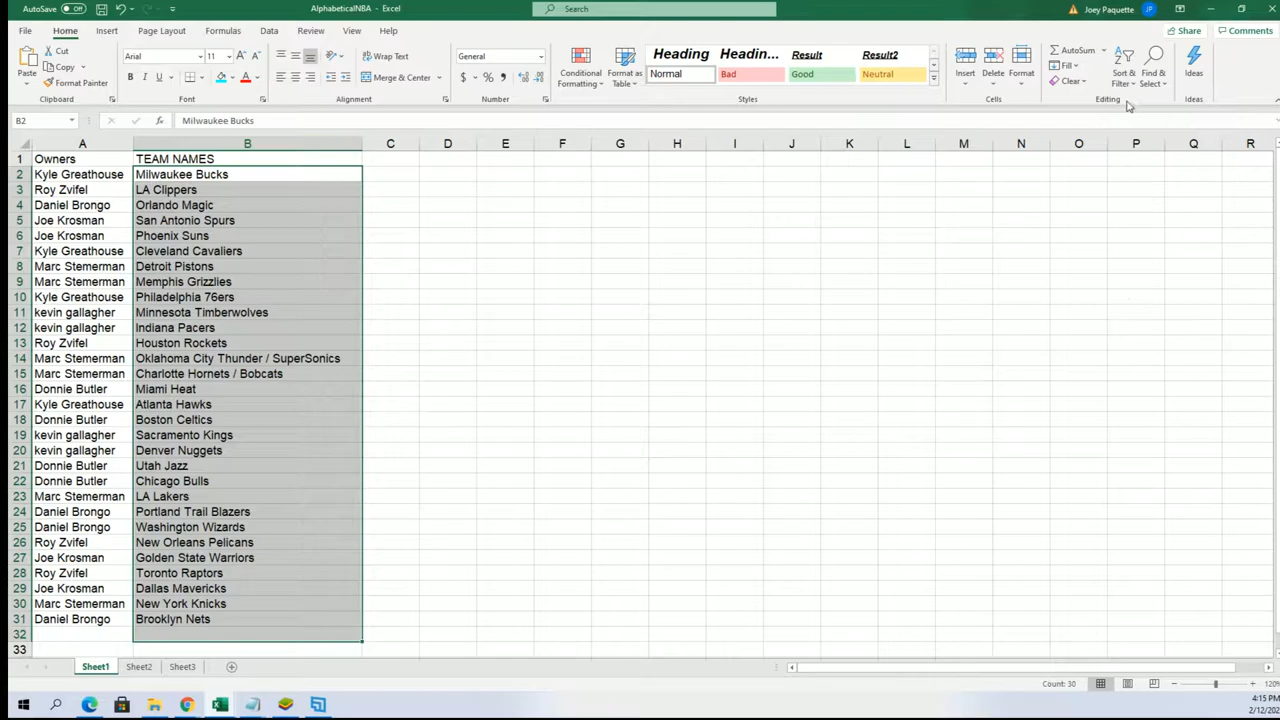 AutoSave Off AlphabeticalNBA - Excel Search Joey Paquette JP
File Home Insert Page Layout Formulas Data Review View Help Share Comments
Paste Cut Copy Format Painter
Arial 11 A A B I U A
Wrap Text Merge & Center
General $ % 9
Conditional Formatting Format as Table
Heading Headin... Result Result2
Normal Bad Good Neutral
Insert Delete Format
AutoSum Fill Clear Sort & Filter Find & Select Ideas
Clipboard Font Alignment Number Styles Cells Editing Ideas
B2 fx Milwaukee Bucks
A B C D E F G H I J K L M N O P Q R
1 Owners TEAM NAMES
2 Kyle Greathouse Milwaukee Bucks
3 Roy Zvifel LA Clippers
4 Daniel Brongo Orlando Magic
5 Joe Krosman San Antonio Spurs
6 Joe Krosman Phoenix Suns
7 Kyle Greathouse Cleveland Cavaliers
8 Marc Stemerman Detroit Pistons
9 Marc Stemerman Memphis Grizzlies
10 Kyle Greathouse Philadelphia 76ers
11 kevin gallagher Minnesota Timberwolves
12 kevin gallagher Indiana Pacers
13 Roy Zvifel Houston Rockets
14 Marc Stemerman Oklahoma City Thunder / SuperSonics
15 Marc Stemerman Charlotte Hornets / Bobcats
16 Donnie Butler Miami Heat
17 Kyle Greathouse Atlanta Hawks
18 Donnie Butler Boston Celtics
19 kevin gallagher Sacramento Kings
20 kevin gallagher Denver Nuggets
21 Donnie Butler Utah Jazz
22 Donnie Butler Chicago Bulls
23 Marc Stemerman LA Lakers
24 Daniel Brongo Portland Trail Blazers
25 Daniel Brongo Washington Wizards
26 Roy Zvifel New Orleans Pelicans
27 Joe Krosman Golden State Warriors
28 Roy Zvifel Toronto Raptors
29 Joe Krosman Dallas Mavericks
30 Marc Stemerman New York Knicks
31 Daniel Brongo Brooklyn Nets
32
33
Sheet1 Sheet2 Sheet3
Count: 30 120%
4:15 PM
2/12/202